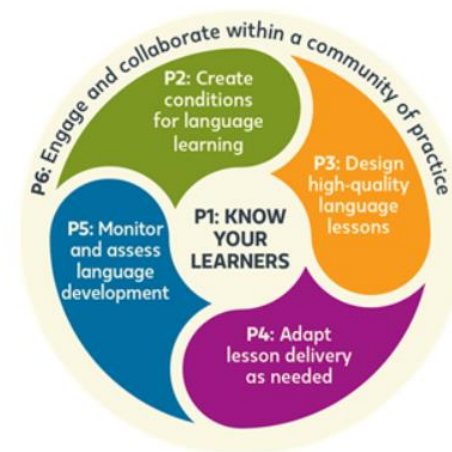 P6: Engage and collaborate within a community of practice
P2: Create
conditions
for language
learning
P3: Design
high-quality
language
lessons
P1: KNOW
YOUR
LEARNERS
P5: Monitor
and assess
language
development
P4: Adapt
lesson delivery
as needed